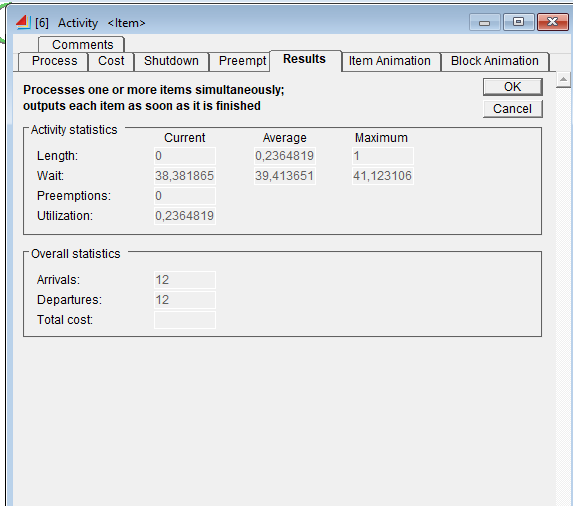 [6] Activity <Item>
Comments
Process Cost Shutdown Preempt Results Item Animation Block Animation
Processes one or more items simultaneously;
outputs each item as soon as it is finished
OK
Cancel
Activity statistics
Current Average Maximum
Length: 0 0,2364819 1
Wait: 38,381865 39,413651 41,123106
Preemptions: 0
Utilization: 0,2364819
Overall statistics
Arrivals: 12
Departures: 12
Total cost: